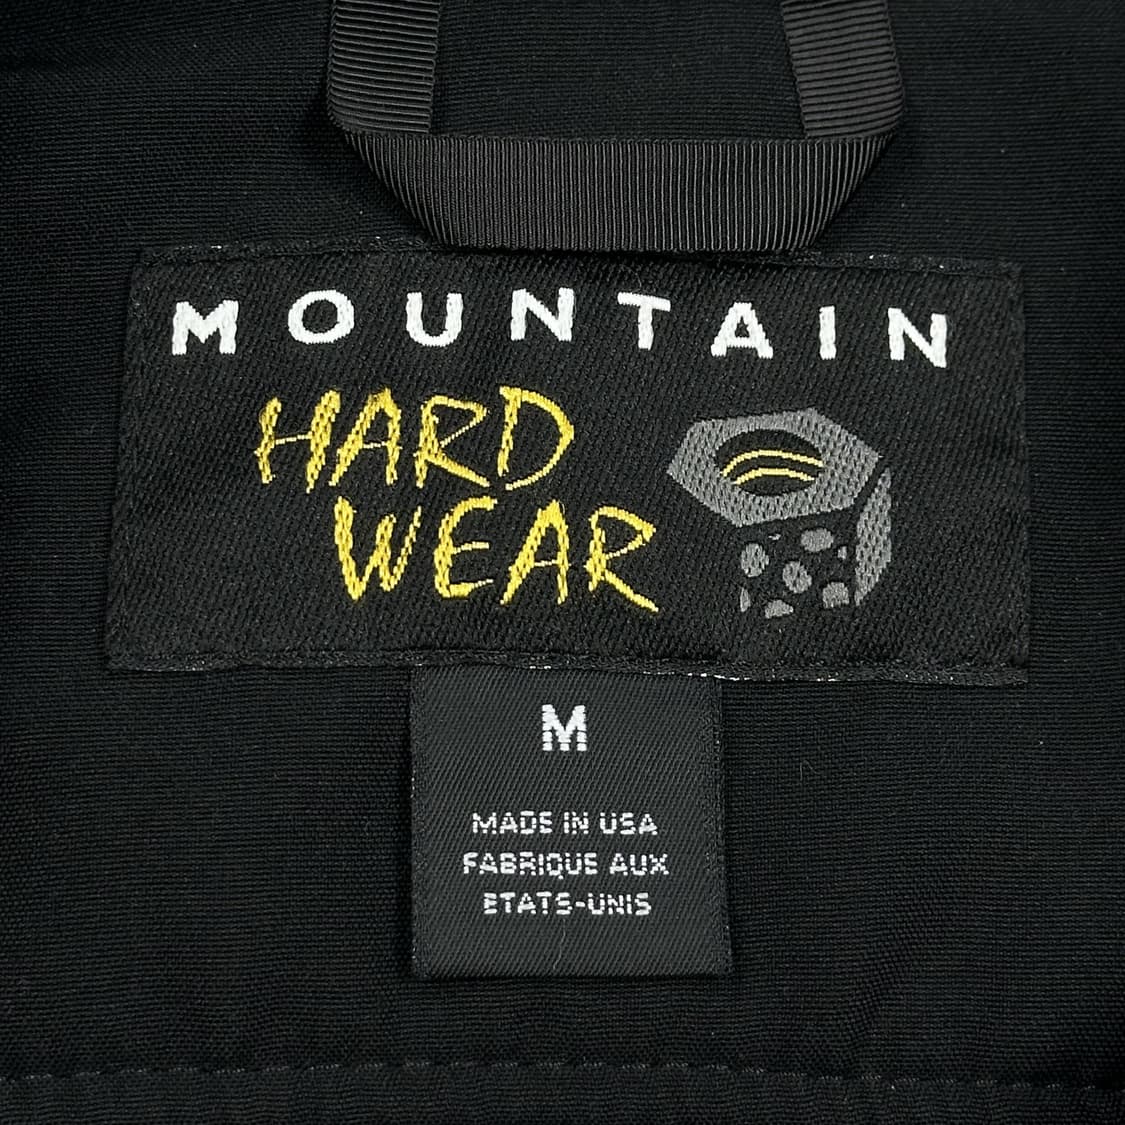 MOUNTAIN
HARD
WEAR
M
MADE IN USA
FABRIQUE AUX
ETATS-UNIS